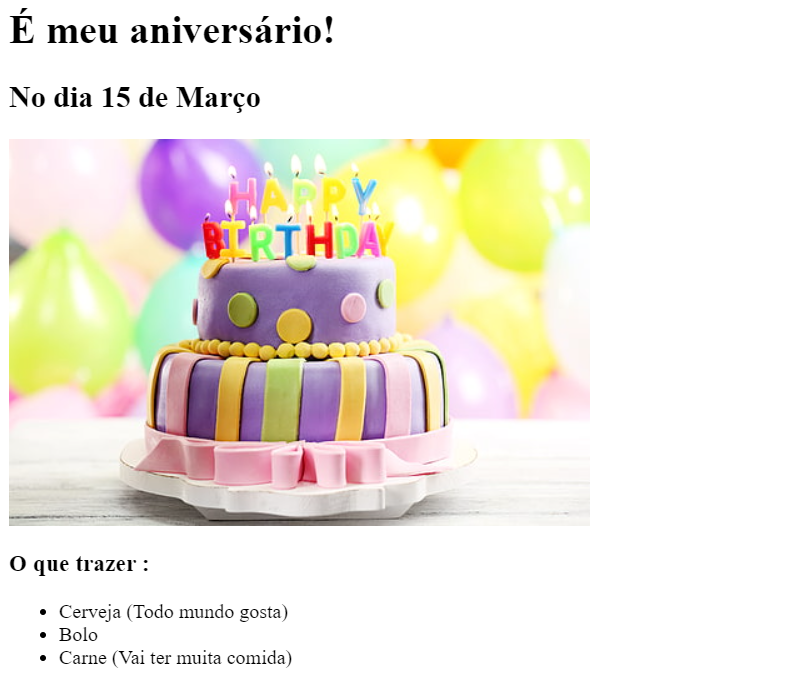 É meu aniversário!
No dia 15 de Março
HAPPY
BIRTHDAY
O que trazer :
Cerveja (Todo mundo gosta)
Bolo
Carne (Vai ter muita comida)